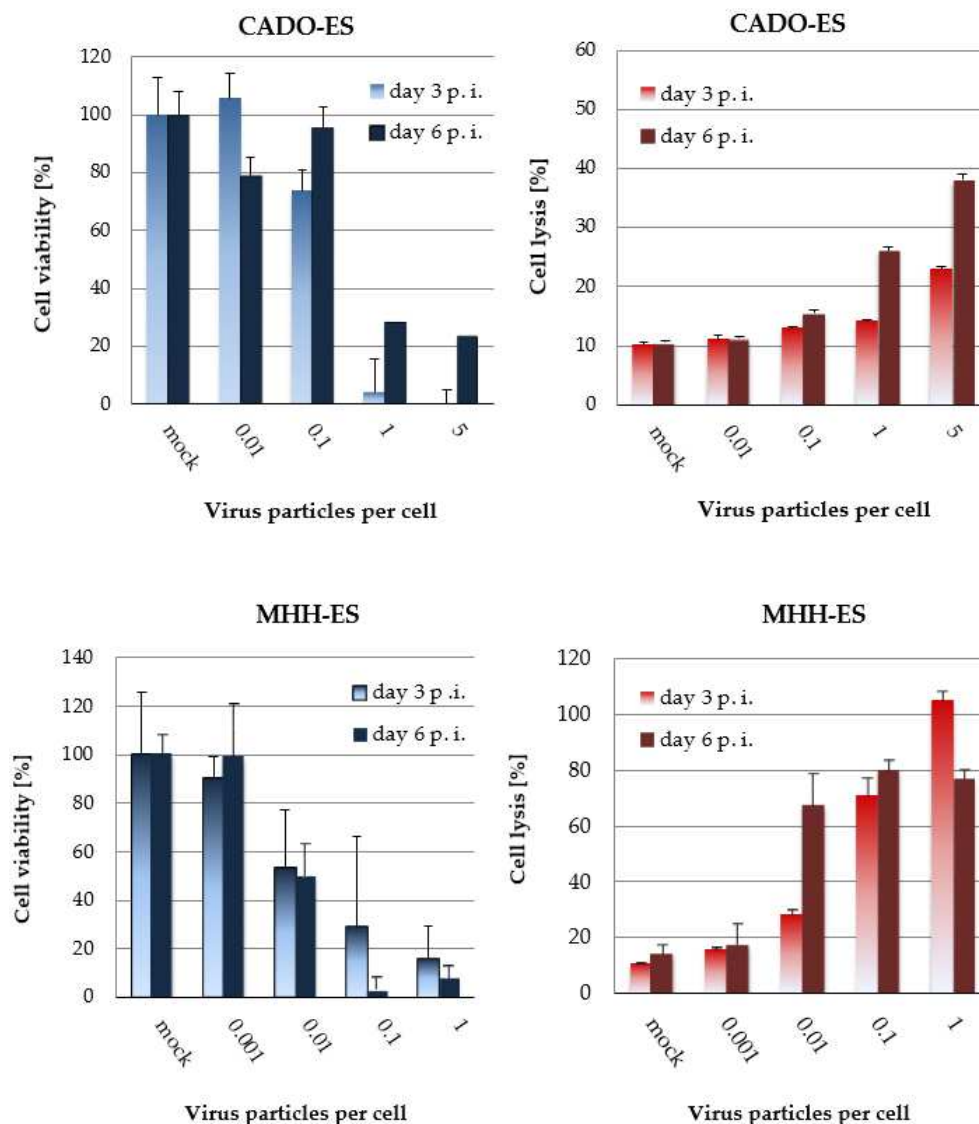 CADO-ES
120
100
80
60
40
20
0
Cell viability [%]
day 3 p. i.
day 6 p. i.
mock
0.01
0.1
1
5
Virus particles per cell
CADO-ES
60
50
40
30
20
10
0
Cell lysis [%]
day 3 p. i.
day 6 p. i.
mock
0.01
0.1
1
5
Virus particles per cell
MHH-ES
140
120
100
80
60
40
20
0
Cell viability [%]
day 3 p .i.
day 6 p. i.
mock
0.001
0.01
0.1
1
Virus particles per cell
MHH-ES
120
100
80
60
40
20
0
Cell lysis [%]
day 3 p. i.
day 6 p. i.
mock
0.001
0.01
0.1
1
Virus particles per cell